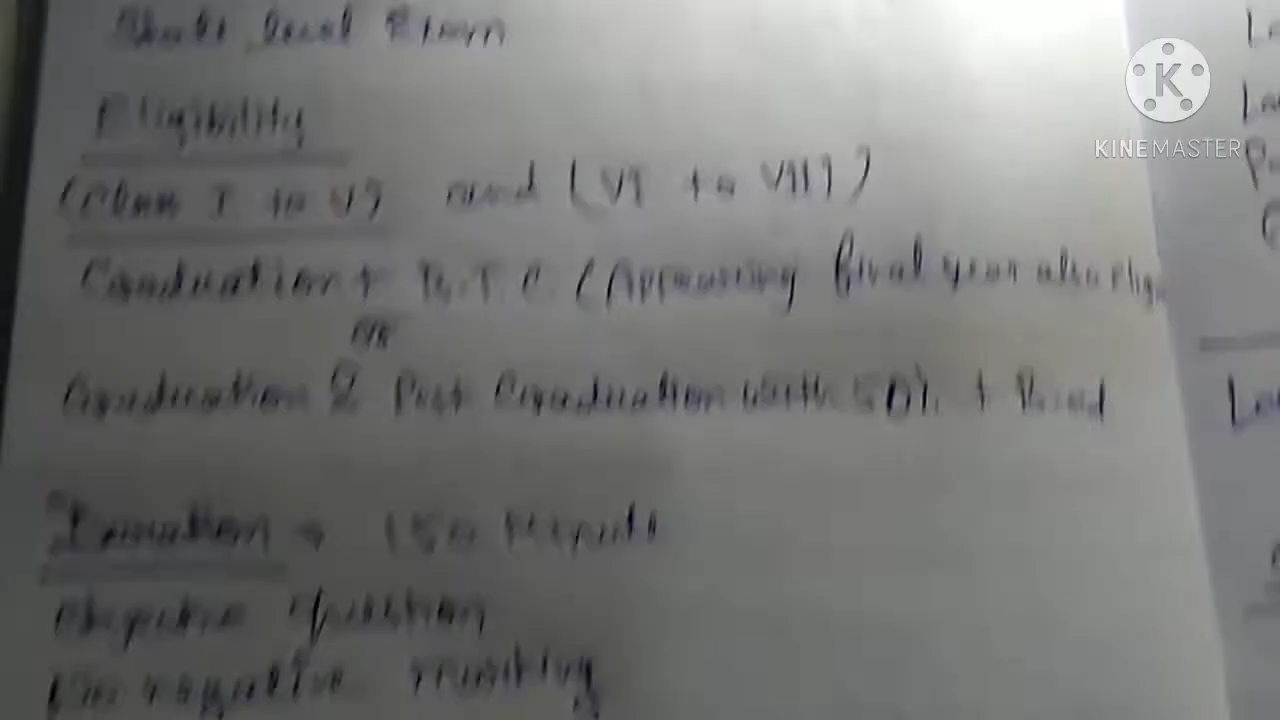 State level Exam
Eligibility
(Class I to V) and (VI to VIII)
Graduation + B.T.C (Appearing final year also elig
OR
Graduation & Post Graduation with 50% + B.ed
Duration → 150 Minute
Objective Question
No negative marking
K
KINEMASTER